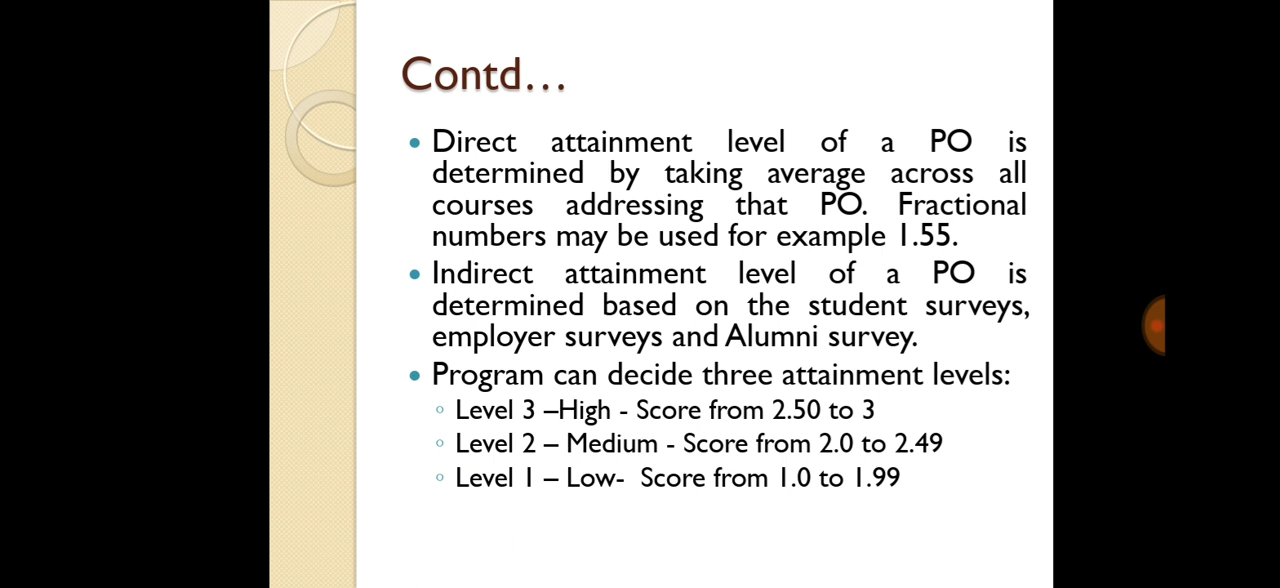 Contd...
• Direct attainment level of a PO is
determined by taking average across all
courses addressing that PO. Fractional
numbers may be used for example 1.55.
• Indirect attainment level of a PO is
determined based on the student surveys,
employer surveys and Alumni survey.
• Program can decide three attainment levels:
◦ Level 3 –High - Score from 2.50 to 3
◦ Level 2 – Medium - Score from 2.0 to 2.49
◦ Level 1 – Low-  Score from 1.0 to 1.99